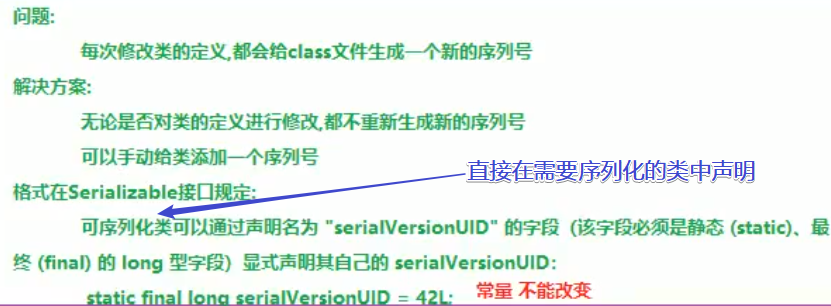 问题:
每次修改类的定义,都会给class文件生成一个新的序列号
解决方案:
无论是否对类的定义进行修改,都不重新生成新的序列号
可以手动给类添加一个序列号
直接在需要序列化的类中声明
格式在Serializable接口规定:
可序列化类可以通过声明名为 "serialVersionUID" 的字段（该字段必须是静态 (static)、最
终 (final) 的 long 型字段）显式声明其自己的 serialVersionUID：
static final long serialVersionUID = 42L; 常量 不能改变